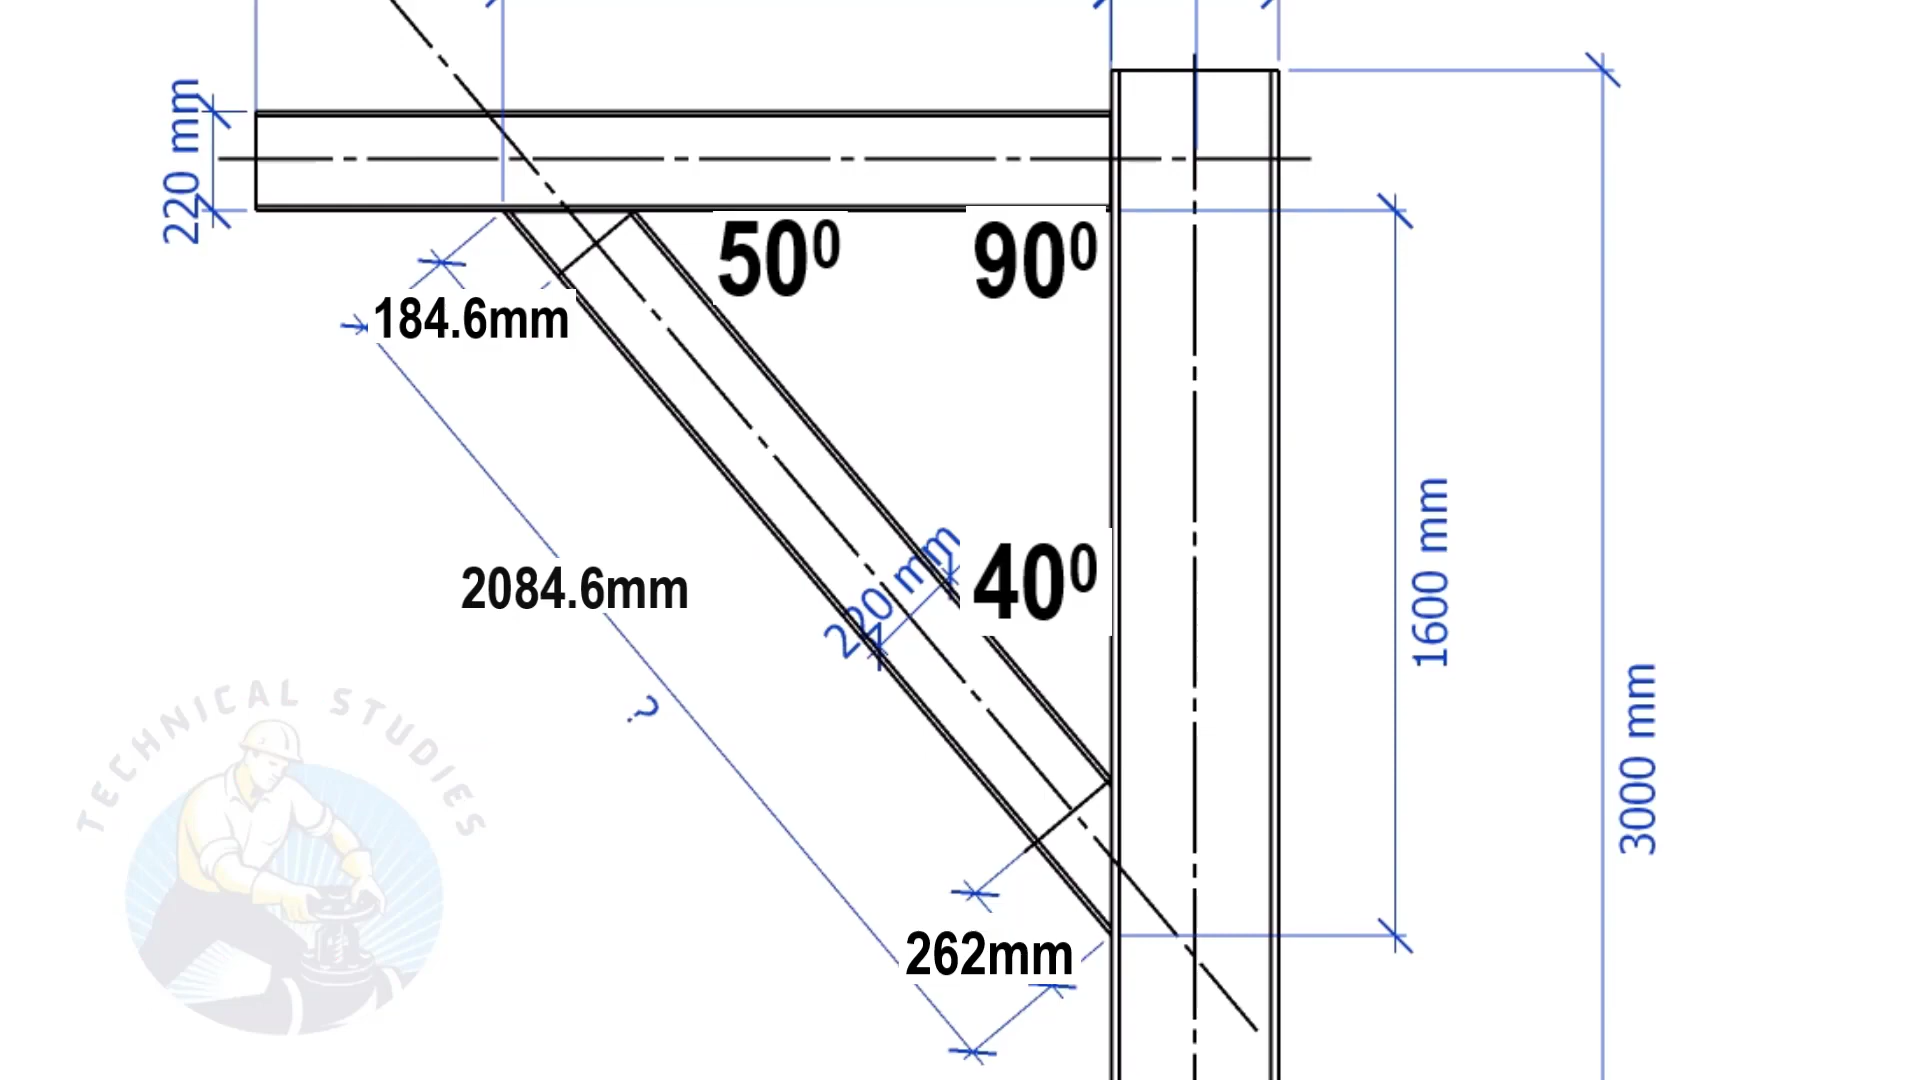 220 mm
50⁰
90⁰
184.6mm
1600 mm
220 mm
40⁰
2084.6mm
3000 mm
?
TECHNICAL STUDIES
262mm